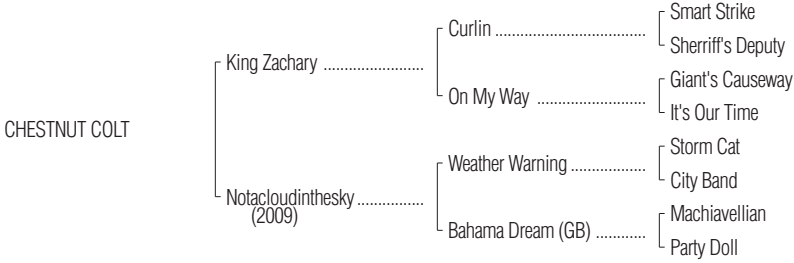 Smart Strike
Curlin ....................................
Sherriff's Deputy
King Zachary .......................
Giant's Causeway
On My Way ..........................
It's Our Time
CHESTNUT COLT
Storm Cat
Weather Warning ..................
City Band
Notacloudinthesky ................
(2009)
Machiavellian
Bahama Dream (GB) ............
Party Doll